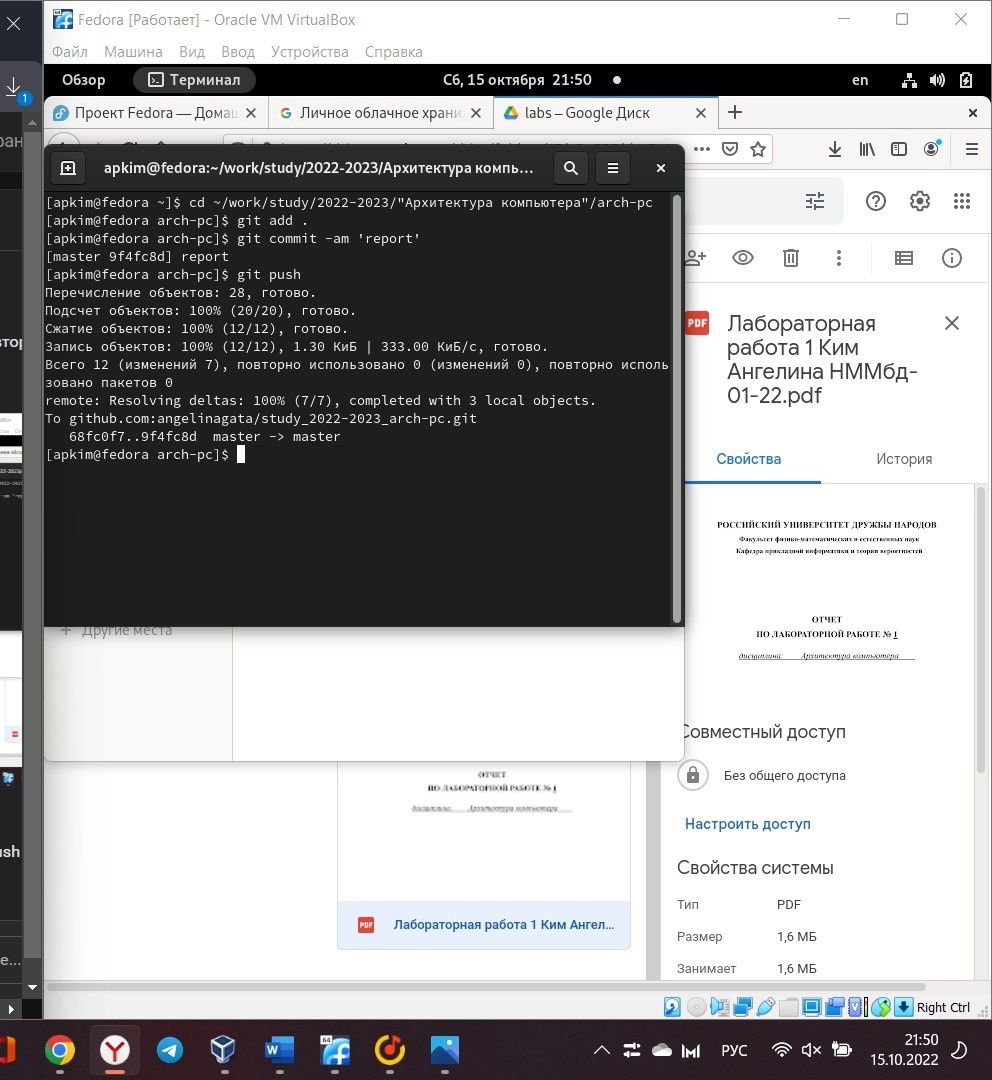 Fedora [Работает] - Oracle VM VirtualBox
Файл Машина Вид Ввод Устройства Справка
Обзор Терминал Сб, 15 октября 21:50 en
1
Проект Fedora — Домаш Личное облачное храни labs – Google Диск
apkim@fedora:~/work/study/2022-2023/Архитектура компь...
[apkim@fedora ~]$ cd ~/work/study/2022-2023/"Архитектура компьютера"/arch-pc
[apkim@fedora arch-pc]$ git add .
[apkim@fedora arch-pc]$ git commit -am 'report'
[master 9f4fc8d] report
[apkim@fedora arch-pc]$ git push
Перечисление объектов: 28, готово.
Подсчет объектов: 100% (20/20), готово.
Сжатие объектов: 100% (12/12), готово.
Запись объектов: 100% (12/12), 1.30 КиБ | 333.00 КиБ/с, готово.
Всего 12 (изменений 7), повторно использовано 0 (изменений 0), повторно исполь
зовано пакетов 0
remote: Resolving deltas: 100% (7/7), completed with 3 local objects.
To github.com:angelinagata/study_2022-2023_arch-pc.git
68fc0f7..9f4fc8d master -> master
[apkim@fedora arch-pc]$
Другие места
PDF
Лабораторная
работа 1 Ким
Ангелина НММбд-
01-22.pdf
Свойства История
РОССИЙСКИЙ УНИВЕРСИТЕТ ДРУЖБЫ НАРОДОВ
Факультет физико-математических и естественных наук
Кафедра прикладной информатики и теории вероятностей
ОТЧЕТ
ПО ЛАБОРАТОРНОЙ РАБОТЕ № 1
дисциплина: Архитектура компьютера
Совместный доступ
Без общего доступа
Настроить доступ
Свойства системы
Тип PDF
Размер 1,6 МБ
Занимает 1,6 МБ
ОТЧЕТ
ПО ЛАБОРАТОРНОЙ РАБОТЕ № 1
дисциплина: Архитектура компьютера
PDF Лабораторная работа 1 Ким Ангел...
Right Ctrl
64
РУС
21:50
15.10.2022